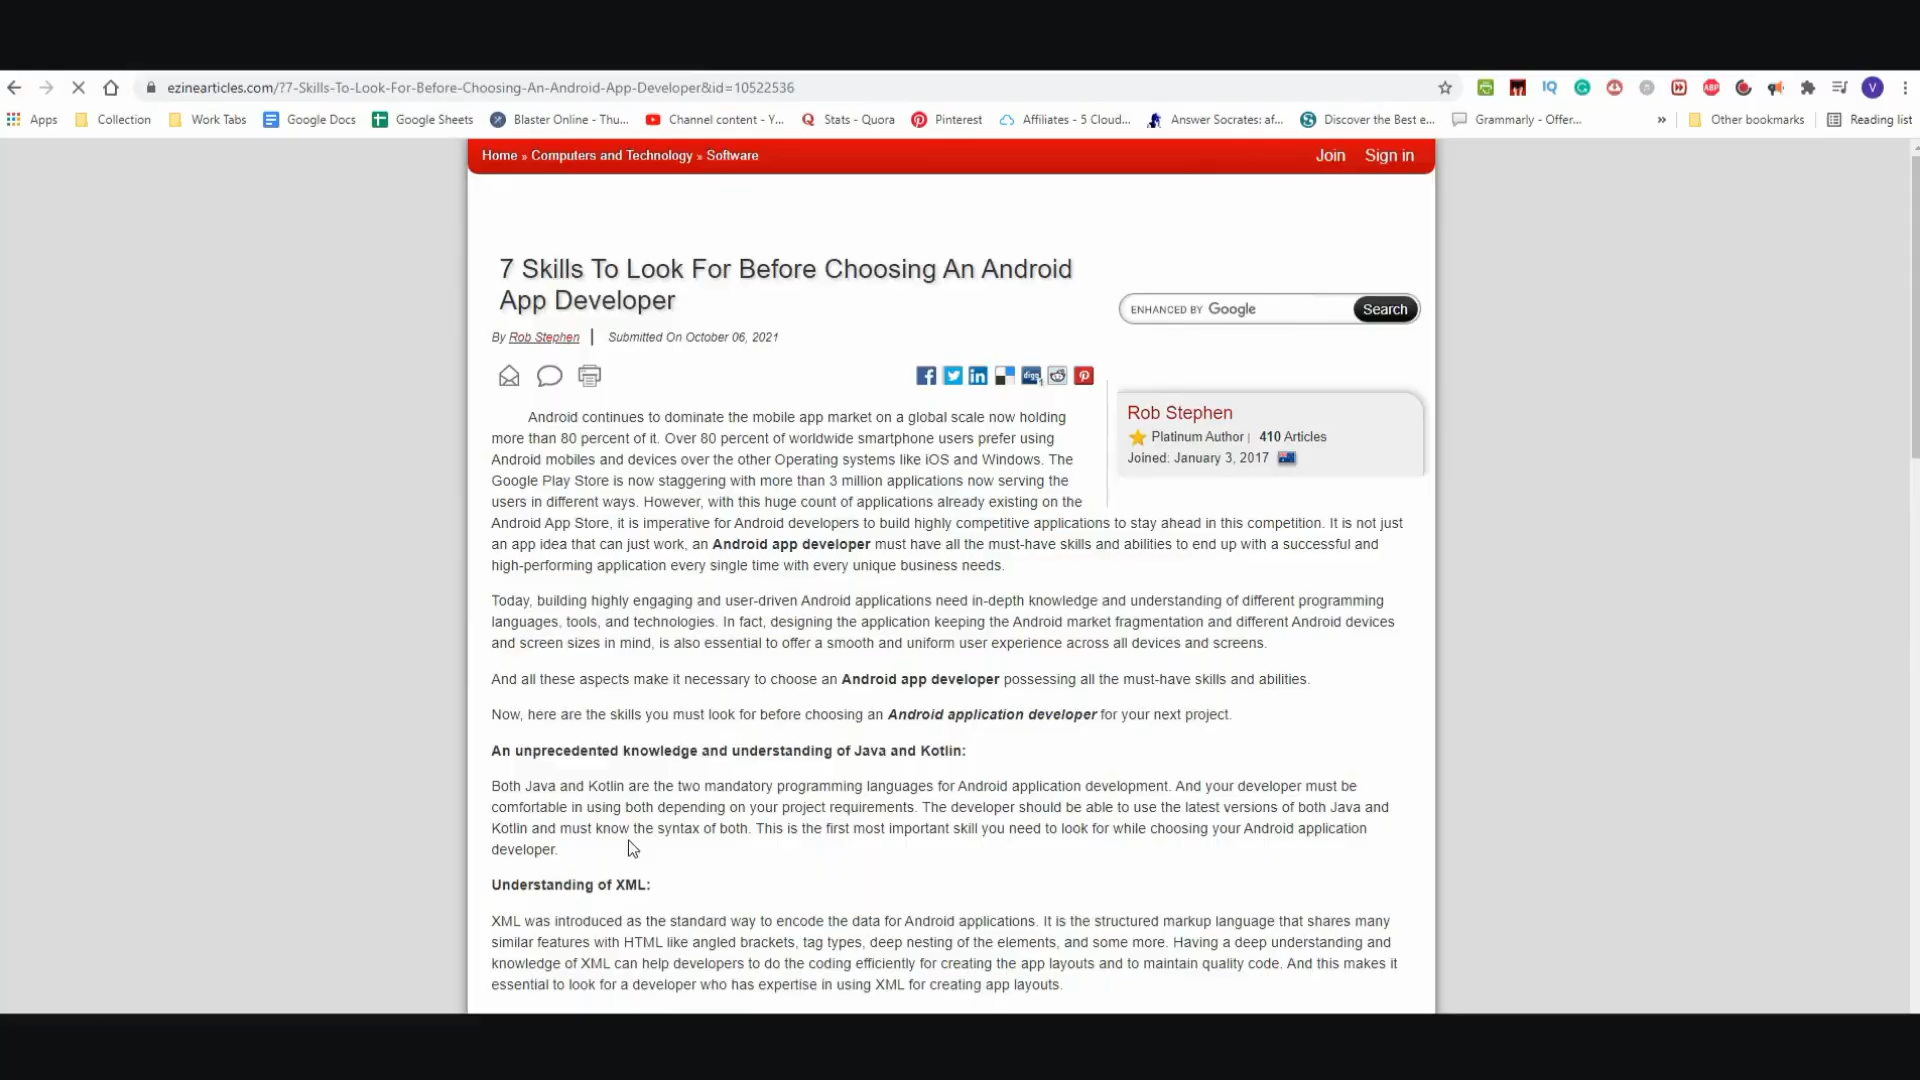 ezinearticles.com/?7-Skills-To-Look-For-Before-Choosing-An-Android-App-Developer&id=10522536
IQ
ABP
V
Apps
Collection
Work Tabs
Google Docs
Google Sheets
Blaster Online - Thu...
Channel content - Y...
Stats - Quora
Pinterest
Affiliates - 5 Cloud...
Answer Socrates: af...
Discover the Best e...
Grammarly - Offer...
»
Other bookmarks
Reading list
Home » Computers and Technology » Software
Join
Sign in
7 Skills To Look For Before Choosing An Android
App Developer
ENHANCED BY Google
Search
By Rob Stephen | Submitted On October 06, 2021
digg
1
Rob Stephen
Platinum Author | 410 Articles
Joined: January 3, 2017
Android continues to dominate the mobile app market on a global scale now holding
more than 80 percent of it. Over 80 percent of worldwide smartphone users prefer using
Android mobiles and devices over the other Operating systems like iOS and Windows. The
Google Play Store is now staggering with more than 3 million applications now serving the
users in different ways. However, with this huge count of applications already existing on the
Android App Store, it is imperative for Android developers to build highly competitive applications to stay ahead in this competition. It is not just
an app idea that can just work, an Android app developer must have all the must-have skills and abilities to end up with a successful and
high-performing application every single time with every unique business needs.
Today, building highly engaging and user-driven Android applications need in-depth knowledge and understanding of different programming
languages, tools, and technologies. In fact, designing the application keeping the Android market fragmentation and different Android devices
and screen sizes in mind, is also essential to offer a smooth and uniform user experience across all devices and screens.
And all these aspects make it necessary to choose an Android app developer possessing all the must-have skills and abilities.
Now, here are the skills you must look for before choosing an Android application developer for your next project.
An unprecedented knowledge and understanding of Java and Kotlin:
Both Java and Kotlin are the two mandatory programming languages for Android application development. And your developer must be
comfortable in using both depending on your project requirements. The developer should be able to use the latest versions of both Java and
Kotlin and must know the syntax of both. This is the first most important skill you need to look for while choosing your Android application
developer.
Understanding of XML:
XML was introduced as the standard way to encode the data for Android applications. It is the structured markup language that shares many
similar features with HTML like angled brackets, tag types, deep nesting of the elements, and some more. Having a deep understanding and
knowledge of XML can help developers to do the coding efficiently for creating the app layouts and to maintain quality code. And this makes it
essential to look for a developer who has expertise in using XML for creating app layouts.